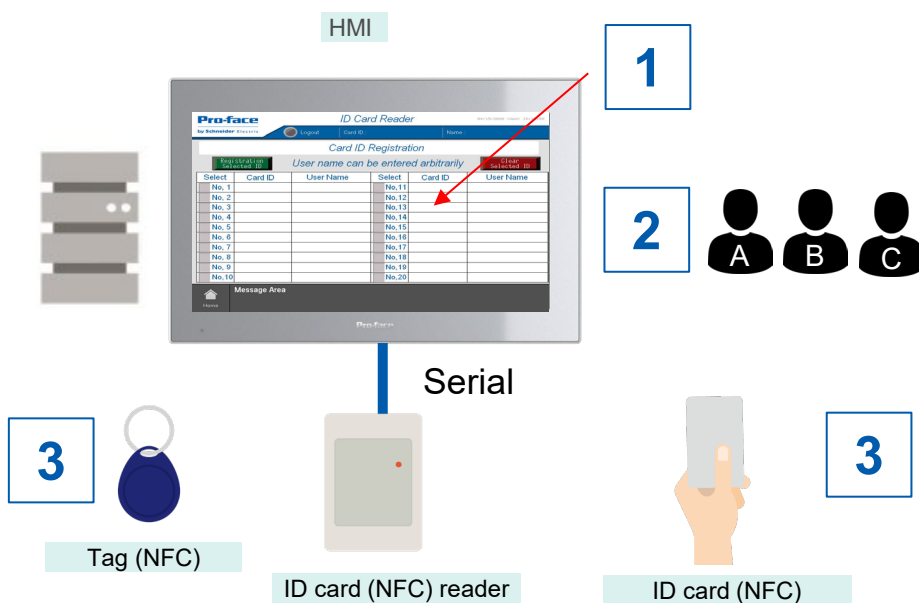 HMI
1
Pro-face
by Schneider Electric
ID Card Reader
Logout
Card ID :
Name :
Card ID Registration
Registration
Selected ID
User name can be entered arbitrarily
Clear
Selected ID
Select Card ID User Name Select Card ID User Name
No, 1 No,11
No, 2 No,12
No, 3 No,13
No, 4 No,14
No, 5 No,15
No, 6 No,16
No, 7 No,17
No, 8 No,18
No, 9 No,19
No,10 No,20
Home
Message Area
Pro-face
2
A B C
Serial
3
3
Tag (NFC)
ID card (NFC) reader
ID card (NFC)